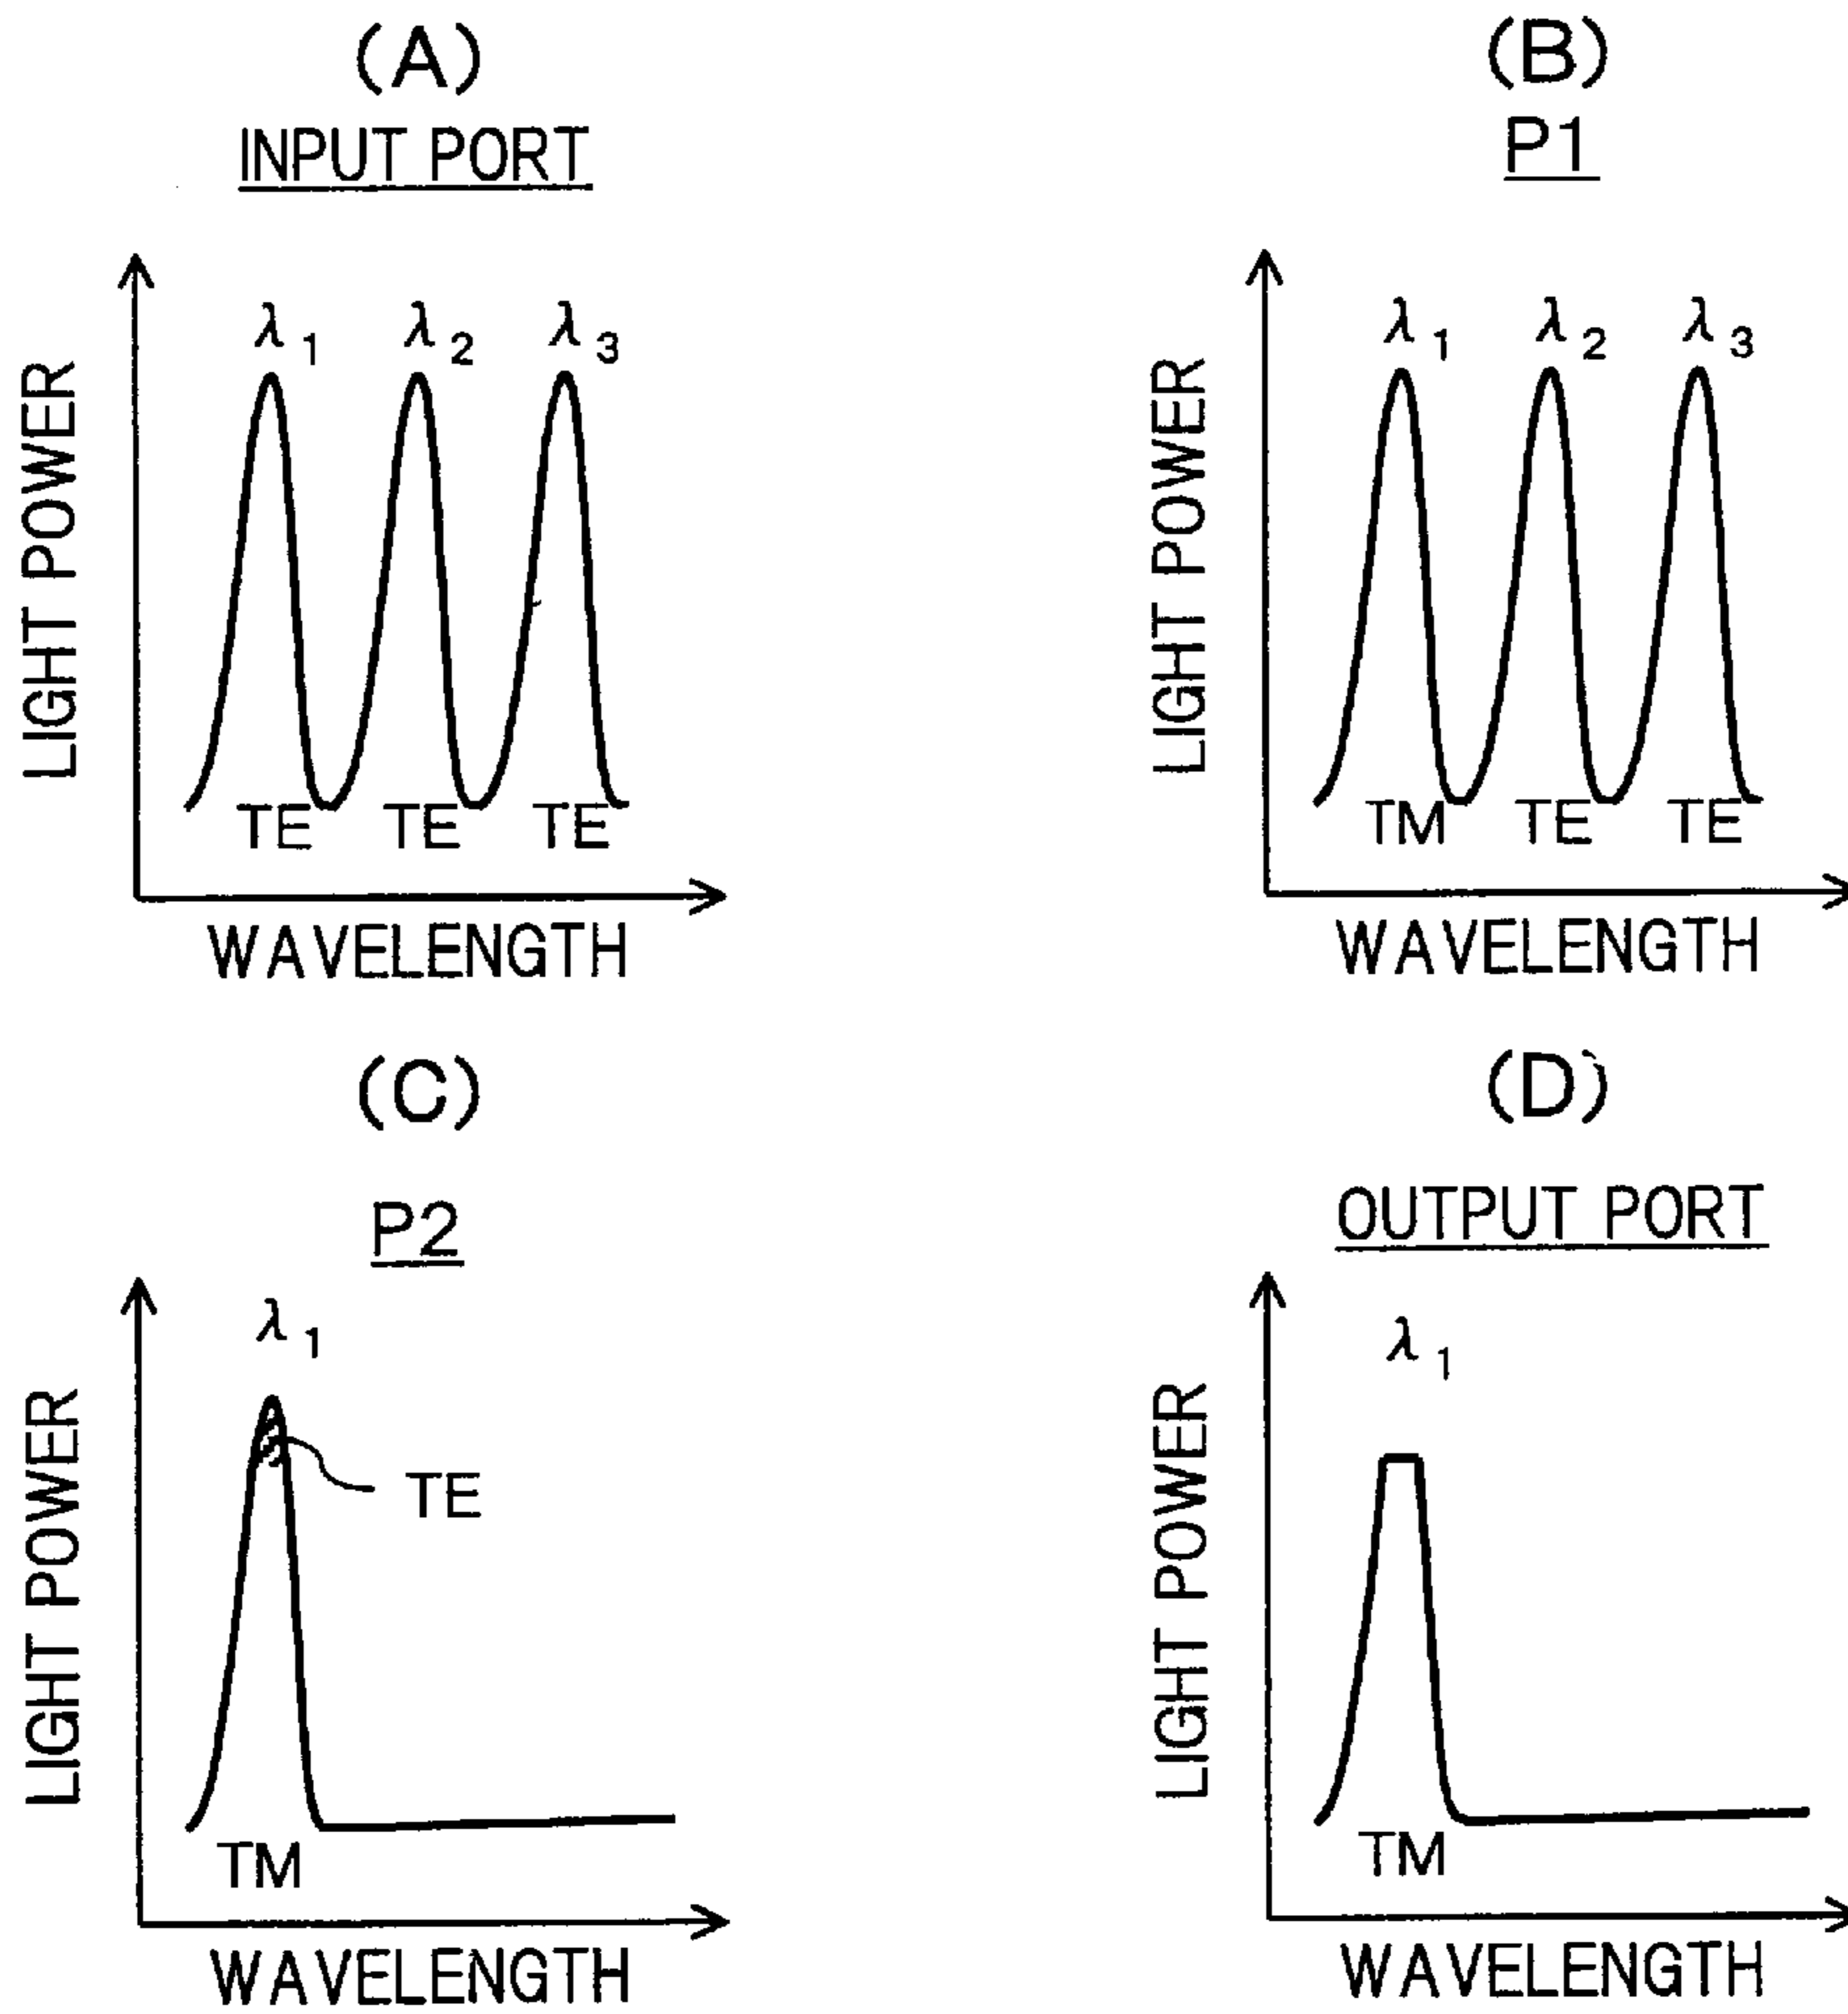 (A)
INPUT PORT
LIGHT POWER
λ1 λ2 λ3
TE TE TE
WAVELENGTH
(B)
P1
LIGHT POWER
λ1 λ2 λ3
TM TE TE
WAVELENGTH
(C)
P2
LIGHT POWER
λ1
TE
TM
WAVELENGTH
(D)
OUTPUT PORT
LIGHT POWER
λ1
TM
WAVELENGTH